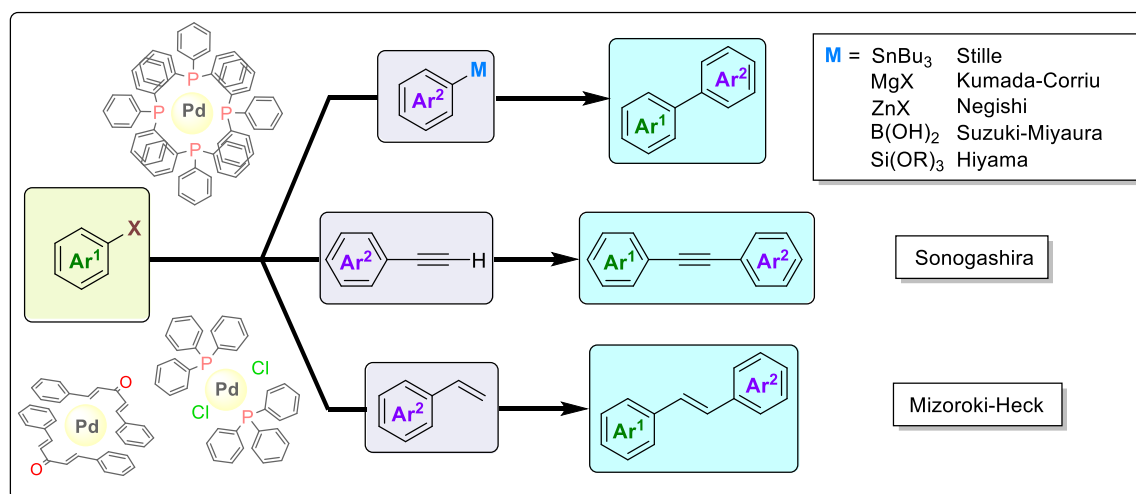 M = SnBu3 Stille
MgX Kumada-Corriu
ZnX Negishi
B(OH)2 Suzuki-Miyaura
Si(OR)3 Hiyama
P
P
Pd
P
P
M
Ar2
Ar2
Ar1
X
Ar1
Ar2
H
Ar1
Ar2
Sonogashira
P
Cl
Pd
Cl
P
O
Pd
O
Ar2
Ar2
Ar1
Mizoroki-Heck